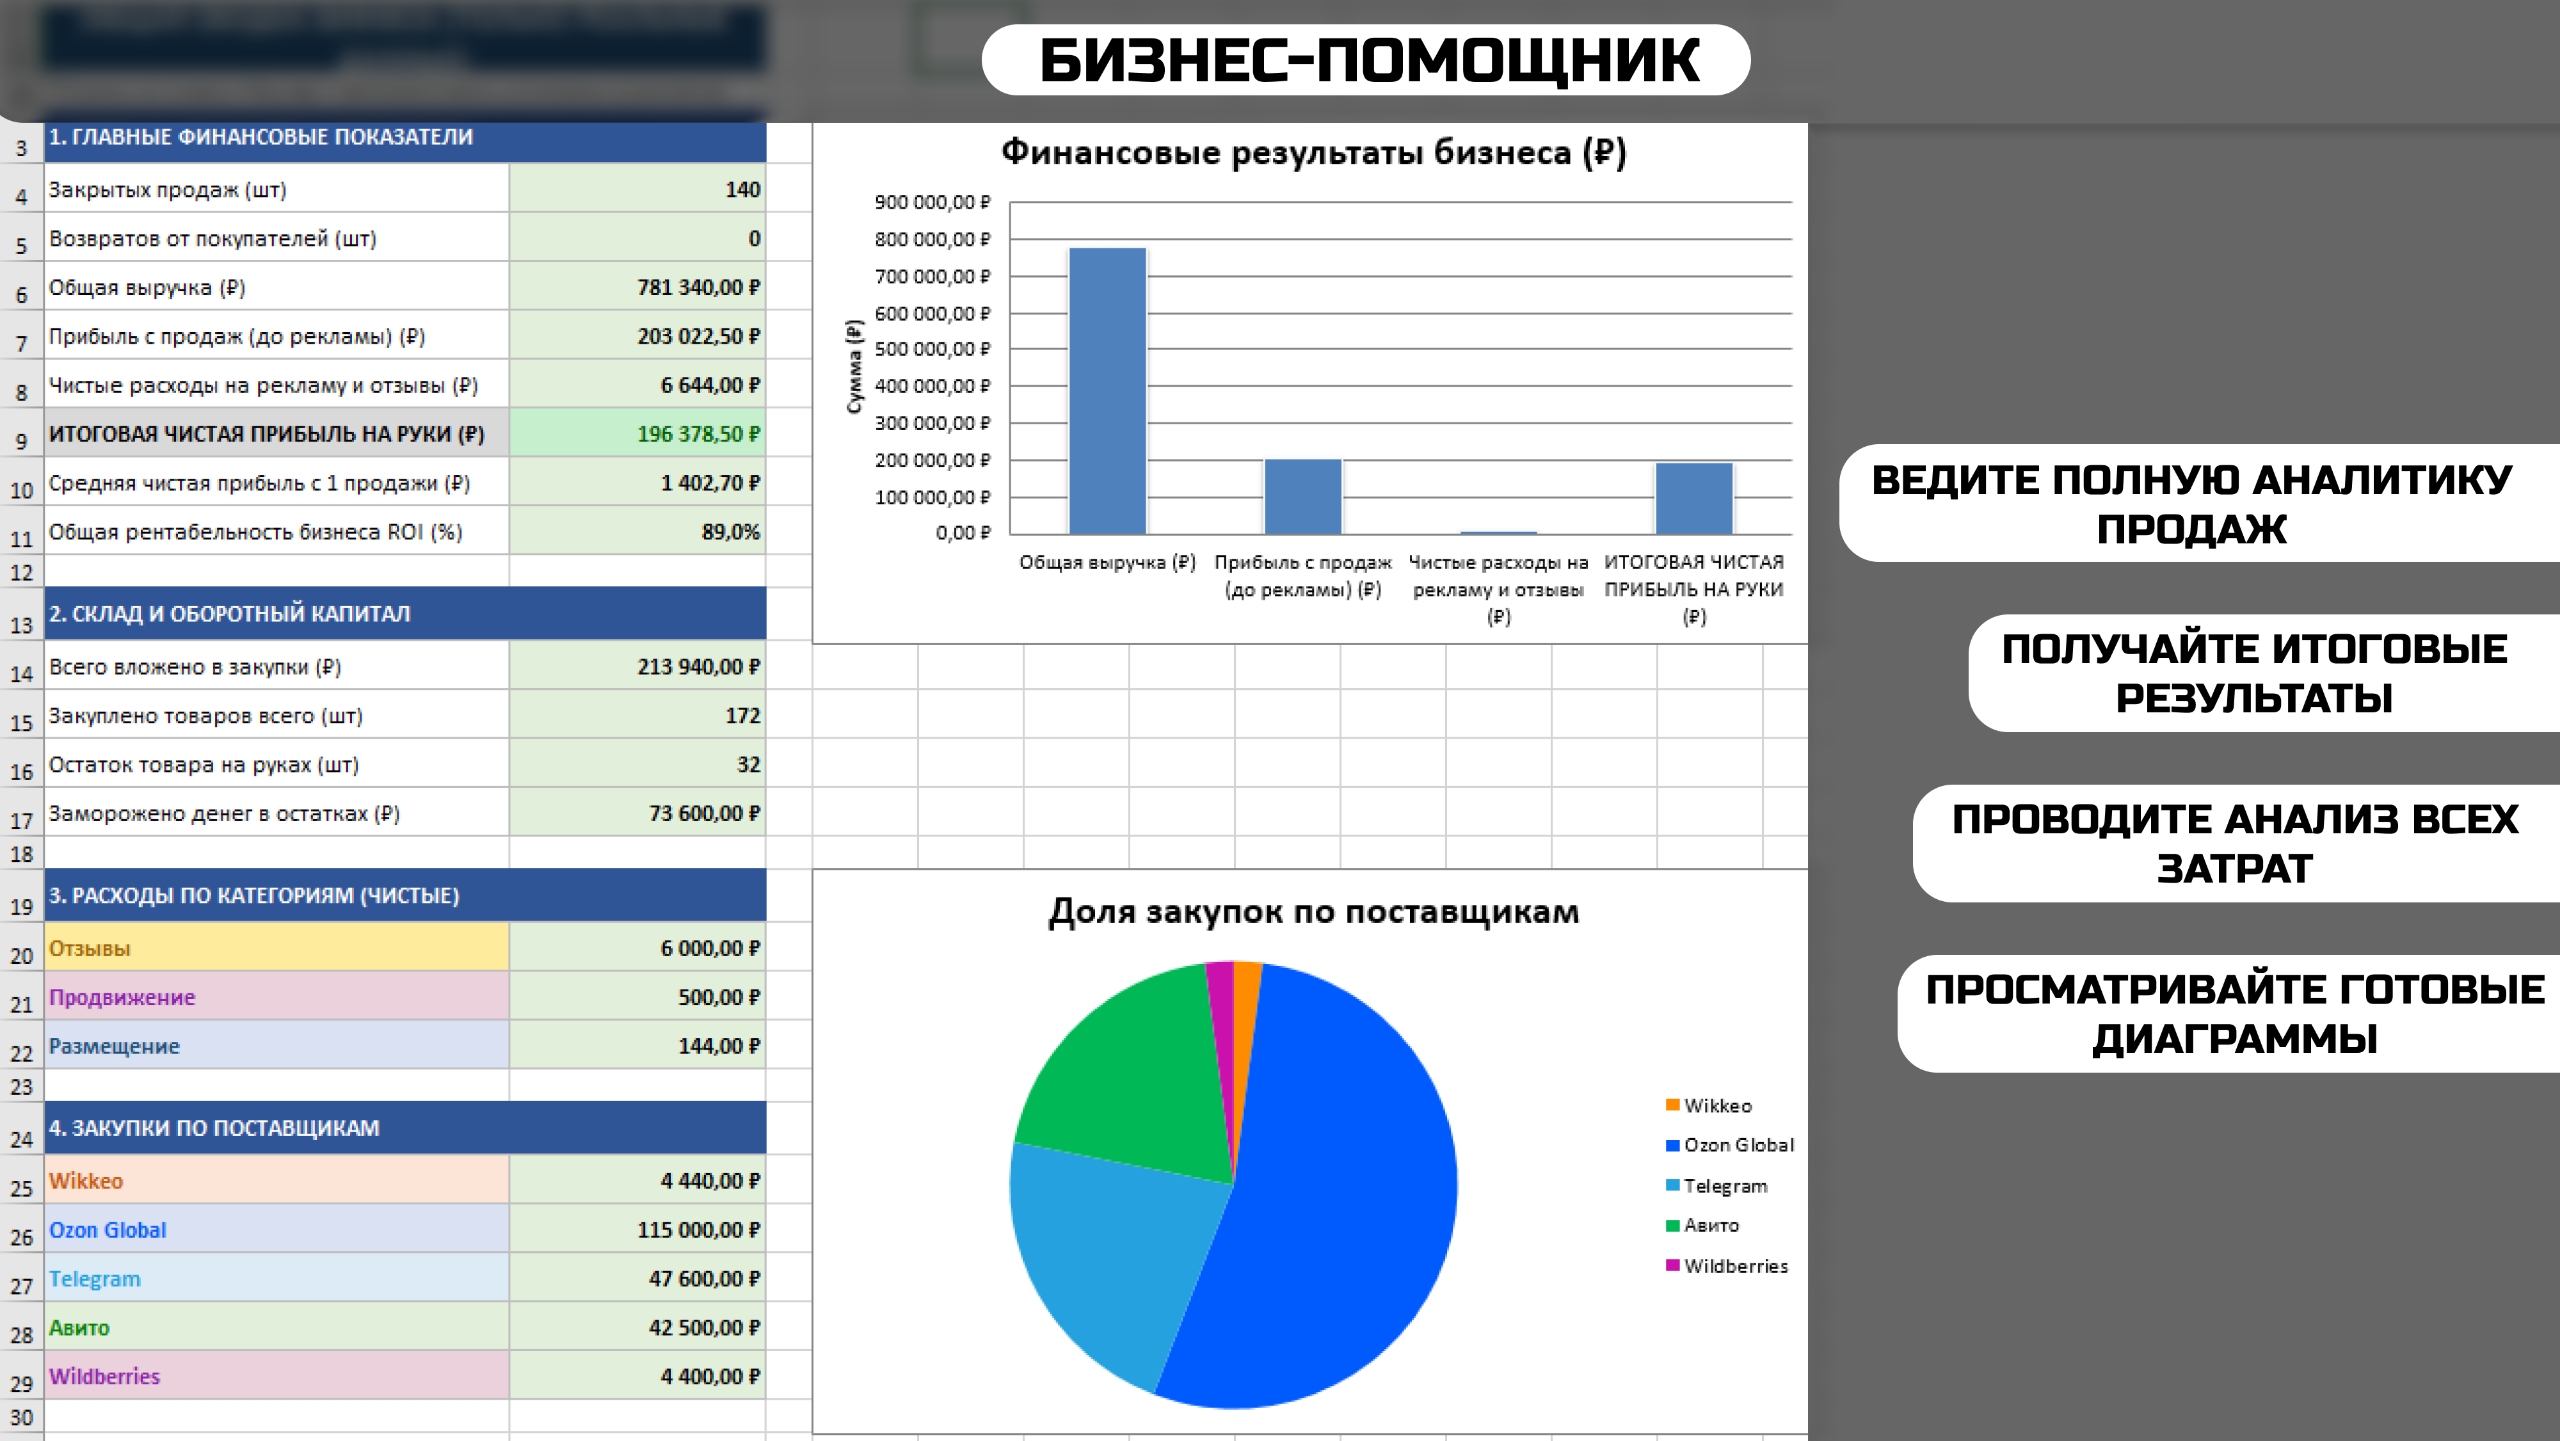 БИЗНЕС-ПОМОЩНИК
3 1. ГЛАВНЫЕ ФИНАНСОВЫЕ ПОКАЗАТЕЛИ
4 Закрытых продаж (шт) 140
5 Возвратов от покупателей (шт) 0
6 Общая выручка (₽) 781 340,00 ₽
7 Прибыль с продаж (до рекламы) (₽) 203 022,50 ₽
8 Чистые расходы на рекламу и отзывы (₽) 6 644,00 ₽
9 ИТОГОВАЯ ЧИСТАЯ ПРИБЫЛЬ НА РУКИ (₽) 196 378,50 ₽
10 Средняя чистая прибыль с 1 продажи (₽) 1 402,70 ₽
11 Общая рентабельность бизнеса ROI (%) 89,0%
12
13 2. СКЛАД И ОБОРОТНЫЙ КАПИТАЛ
14 Всего вложено в закупки (₽) 213 940,00 ₽
15 Закуплено товаров всего (шт) 172
16 Остаток товара на руках (шт) 32
17 Заморожено денег в остатках (₽) 73 600,00 ₽
18
19 3. РАСХОДЫ ПО КАТЕГОРИЯМ (ЧИСТЫЕ)
20 Отзывы 6 000,00 ₽
21 Продвижение 500,00 ₽
22 Размещение 144,00 ₽
23
24 4. ЗАКУПКИ ПО ПОСТАВЩИКАМ
25 Wikkeo 4 440,00 ₽
26 Ozon Global 115 000,00 ₽
27 Telegram 47 600,00 ₽
28 Авито 42 500,00 ₽
29 Wildberries 4 400,00 ₽
30
Финансовые результаты бизнеса (₽)
Сумма (₽)
900 000,00 ₽
800 000,00 ₽
700 000,00 ₽
600 000,00 ₽
500 000,00 ₽
400 000,00 ₽
300 000,00 ₽
200 000,00 ₽
100 000,00 ₽
0,00 ₽
Общая выручка (₽)
Прибыль с продаж
(до рекламы) (₽)
Чистые расходы на
рекламу и отзывы
(₽)
ИТОГОВАЯ ЧИСТАЯ
ПРИБЫЛЬ НА РУКИ
(₽)
Доля закупок по поставщикам
Wikkeo
Ozon Global
Telegram
Авито
Wildberries
ВЕДИТЕ ПОЛНУЮ АНАЛИТИКУ
ПРОДАЖ
ПОЛУЧАЙТЕ ИТОГОВЫЕ
РЕЗУЛЬТАТЫ
ПРОВОДИТЕ АНАЛИЗ ВСЕХ
ЗАТРАТ
ПРОСМАТРИВАЙТЕ ГОТОВЫЕ
ДИАГРАММЫ